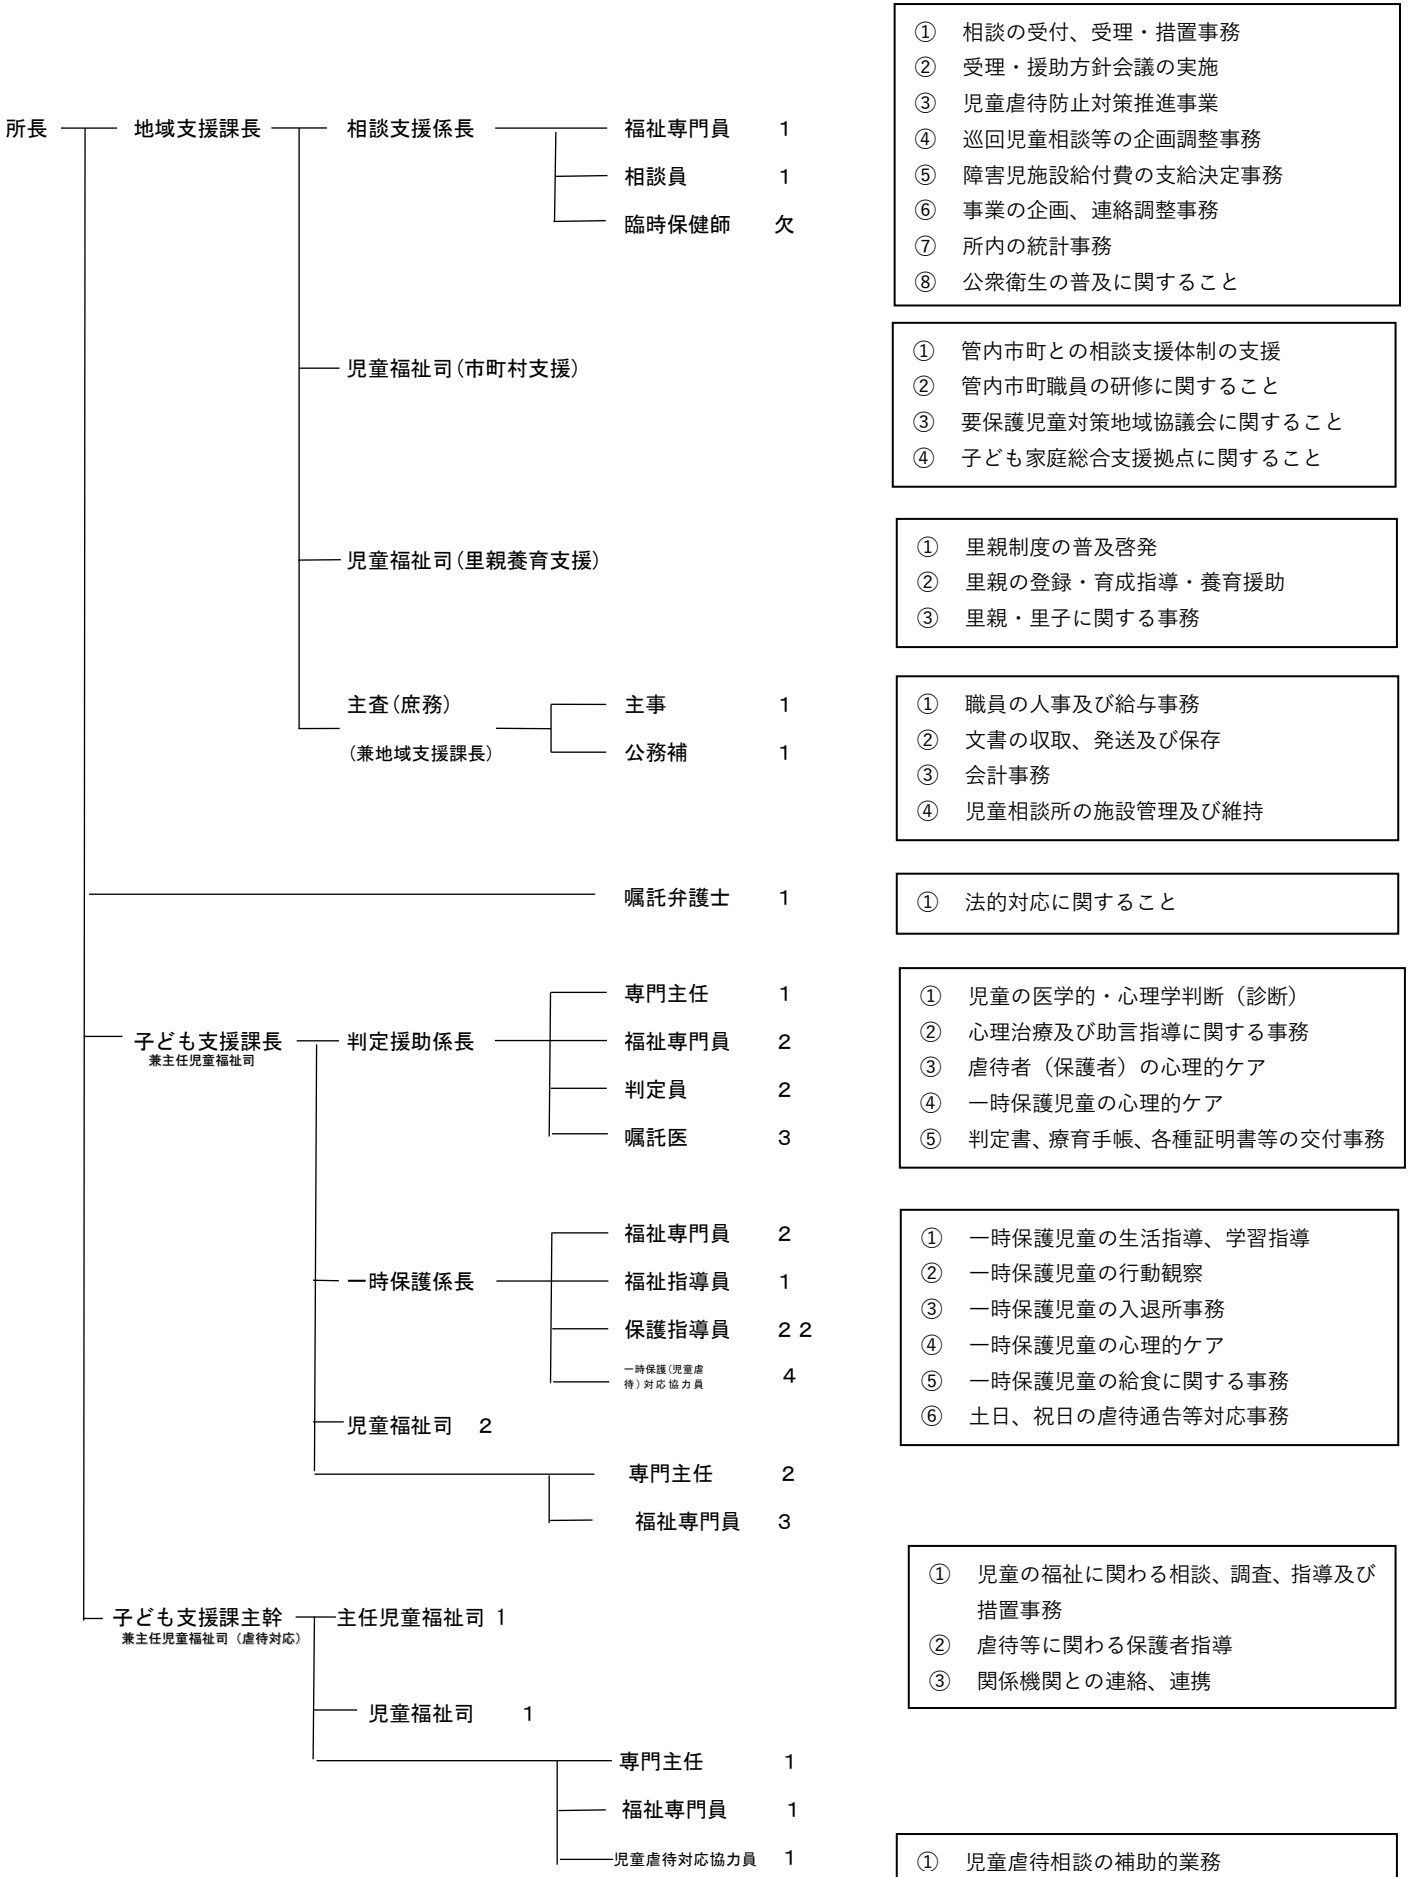 ① 相談の受付、受理・措置事務
② 受理・援助方針会議の実施
③ 児童虐待防止対策推進事業
④ 巡回児童相談等の企画調整事務
⑤ 障害児施設給付費の支給決定事務
⑥ 事業の企画、連絡調整事務
⑦ 所内の統計事務
⑧ 公衆衛生の普及に関すること
所長 地域支援課長 相談支援係長 福祉専門員 1
相談員 1
臨時保健師 欠
児童福祉司(市町村支援)
① 管内市町との相談支援体制の支援
② 管内市町職員の研修に関すること
③ 要保護児童対策地域協議会に関すること
④ 子ども家庭総合支援拠点に関すること
児童福祉司(里親養育支援)
① 里親制度の普及啓発
② 里親の登録・育成指導・養育援助
③ 里親・里子に関する事務
主査(庶務) 主事 1
(兼地域支援課長) 公務補 1
① 職員の人事及び給与事務
② 文書の収取、発送及び保存
③ 会計事務
④ 児童相談所の施設管理及び維持
嘱託弁護士 1
① 法的対応に関すること
子ども支援課長 判定援助係長
兼主任児童福祉司
専門主任 1
福祉専門員 2
判定員 2
嘱託医 3
① 児童の医学的・心理学判断（診断）
② 心理治療及び助言指導に関する事務
③ 虐待者（保護者）の心理的ケア
④ 一時保護児童の心理的ケア
⑤ 判定書、療育手帳、各種証明書等の交付事務
一時保護係長
福祉専門員 2
福祉指導員 1
保護指導員 22
一時保護(児童虐
待)対応協力員 4
① 一時保護児童の生活指導、学習指導
② 一時保護児童の行動観察
③ 一時保護児童の入退所事務
④ 一時保護児童の心理的ケア
⑤ 一時保護児童の給食に関する事務
⑥ 土日、祝日の虐待通告等対応事務
児童福祉司 2
専門主任 2
福祉専門員 3
子ども支援課主幹 主任児童福祉司 1
兼主任児童福祉司（虐待対応）
① 児童の福祉に関わる相談、調査、指導及び
措置事務
② 虐待等に関わる保護者指導
③ 関係機関との連絡、連携
児童福祉司 1
専門主任 1
福祉専門員 1
児童虐待対応協力員 1
① 児童虐待相談の補助的業務